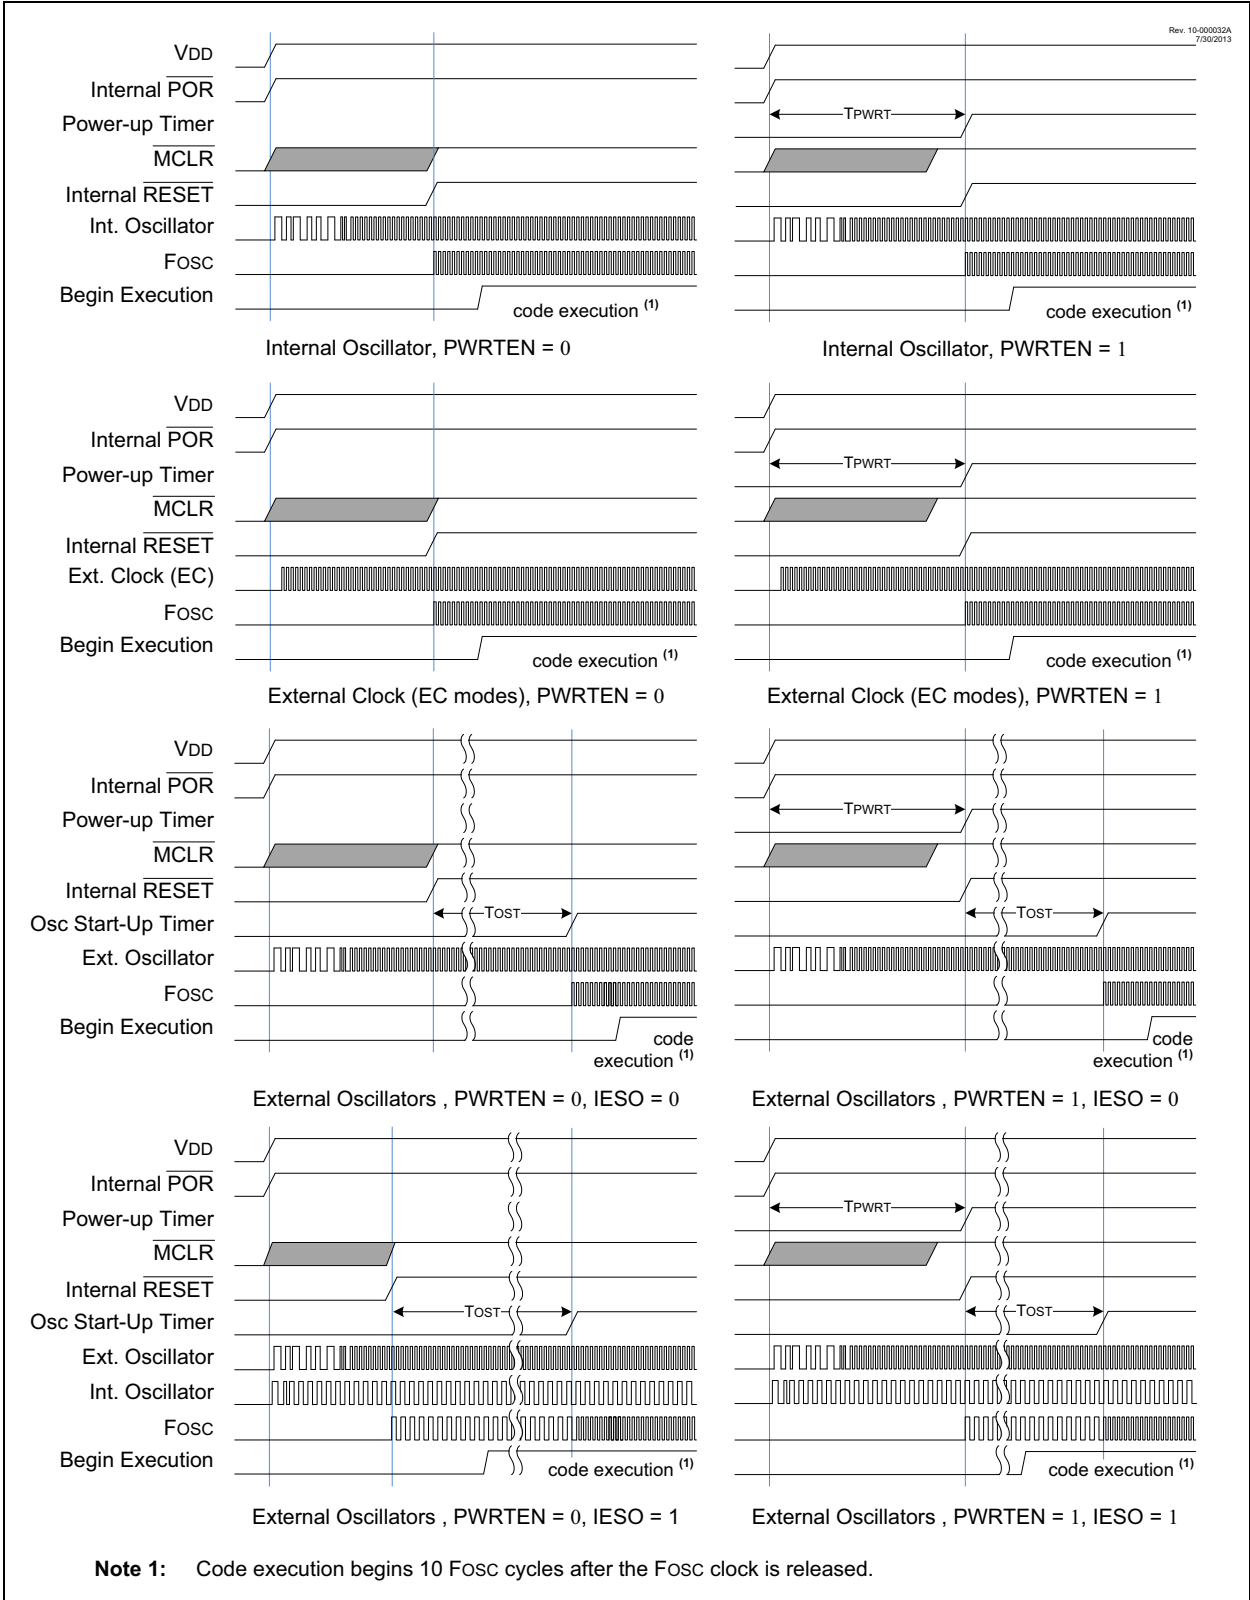 Rev. 10-000032A
7/30/2013
VDD
Internal POR
Power-up Timer
TPWRT
MCLR
Internal RESET
Int. Oscillator
FOSC
Begin Execution
code execution (1)
code execution (1)
Internal Oscillator, PWRTEN = 0
Internal Oscillator, PWRTEN = 1
VDD
Internal POR
Power-up Timer
TPWRT
MCLR
Internal RESET
Ext. Clock (EC)
FOSC
Begin Execution
code execution (1)
code execution (1)
External Clock (EC modes), PWRTEN = 0
External Clock (EC modes), PWRTEN = 1
VDD
Internal POR
Power-up Timer
TPWRT
MCLR
Internal RESET
Osc Start-Up Timer
TOST
TOST
Ext. Oscillator
FOSC
Begin Execution
code
execution (1)
code
execution (1)
External Oscillators , PWRTEN = 0, IESO = 0
External Oscillators , PWRTEN = 1, IESO = 0
VDD
Internal POR
Power-up Timer
TPWRT
MCLR
Internal RESET
Osc Start-Up Timer
TOST
TOST
Ext. Oscillator
Int. Oscillator
FOSC
Begin Execution
code execution (1)
code execution (1)
External Oscillators , PWRTEN = 0, IESO = 1
External Oscillators , PWRTEN = 1, IESO = 1
Note 1: Code execution begins 10 FOSC cycles after the FOSC clock is released.